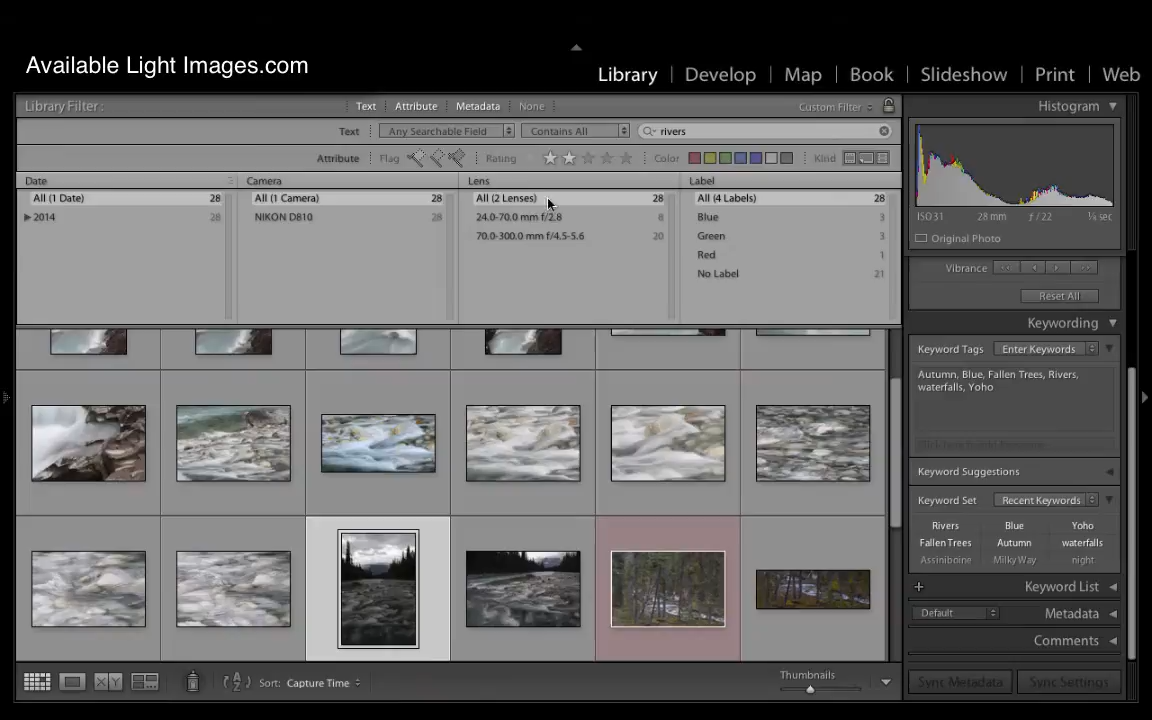 Available Light Images.com
Library | Develop | Map | Book | Slideshow | Print | Web
Library Filter : Text | Attribute | Metadata | None | Custom Filter
Histogram
Text | Any Searchable Field | Contains All | rivers
Attribute | Flag | Rating | Color | Kind
Date Camera Lens Label
All (1 Date) 28 All (1 Camera) 28 All (2 Lenses) 28 All (4 Labels) 28
2014 28 NIKON D810 28 24.0-70.0 mm f/2.8 8 Blue 3
70.0-300.0 mm f/4.5-5.6 20 Green 3
Red 1
No Label 21
ISO 31 28 mm f / 22 ¼ sec
Original Photo
Vibrance
Reset All
Keywording
Keyword Tags Enter Keywords
Autumn, Blue, Fallen Trees, Rivers,
waterfalls, Yoho
Keyword Suggestions
Keyword Set Recent Keywords
Rivers Blue Yoho
Fallen Trees Autumn waterfalls
Assiniboine Milky Way night
Keyword List
Default Metadata
Comments
Sort: Capture Time
Thumbnails
Sync Metadata Sync Settings